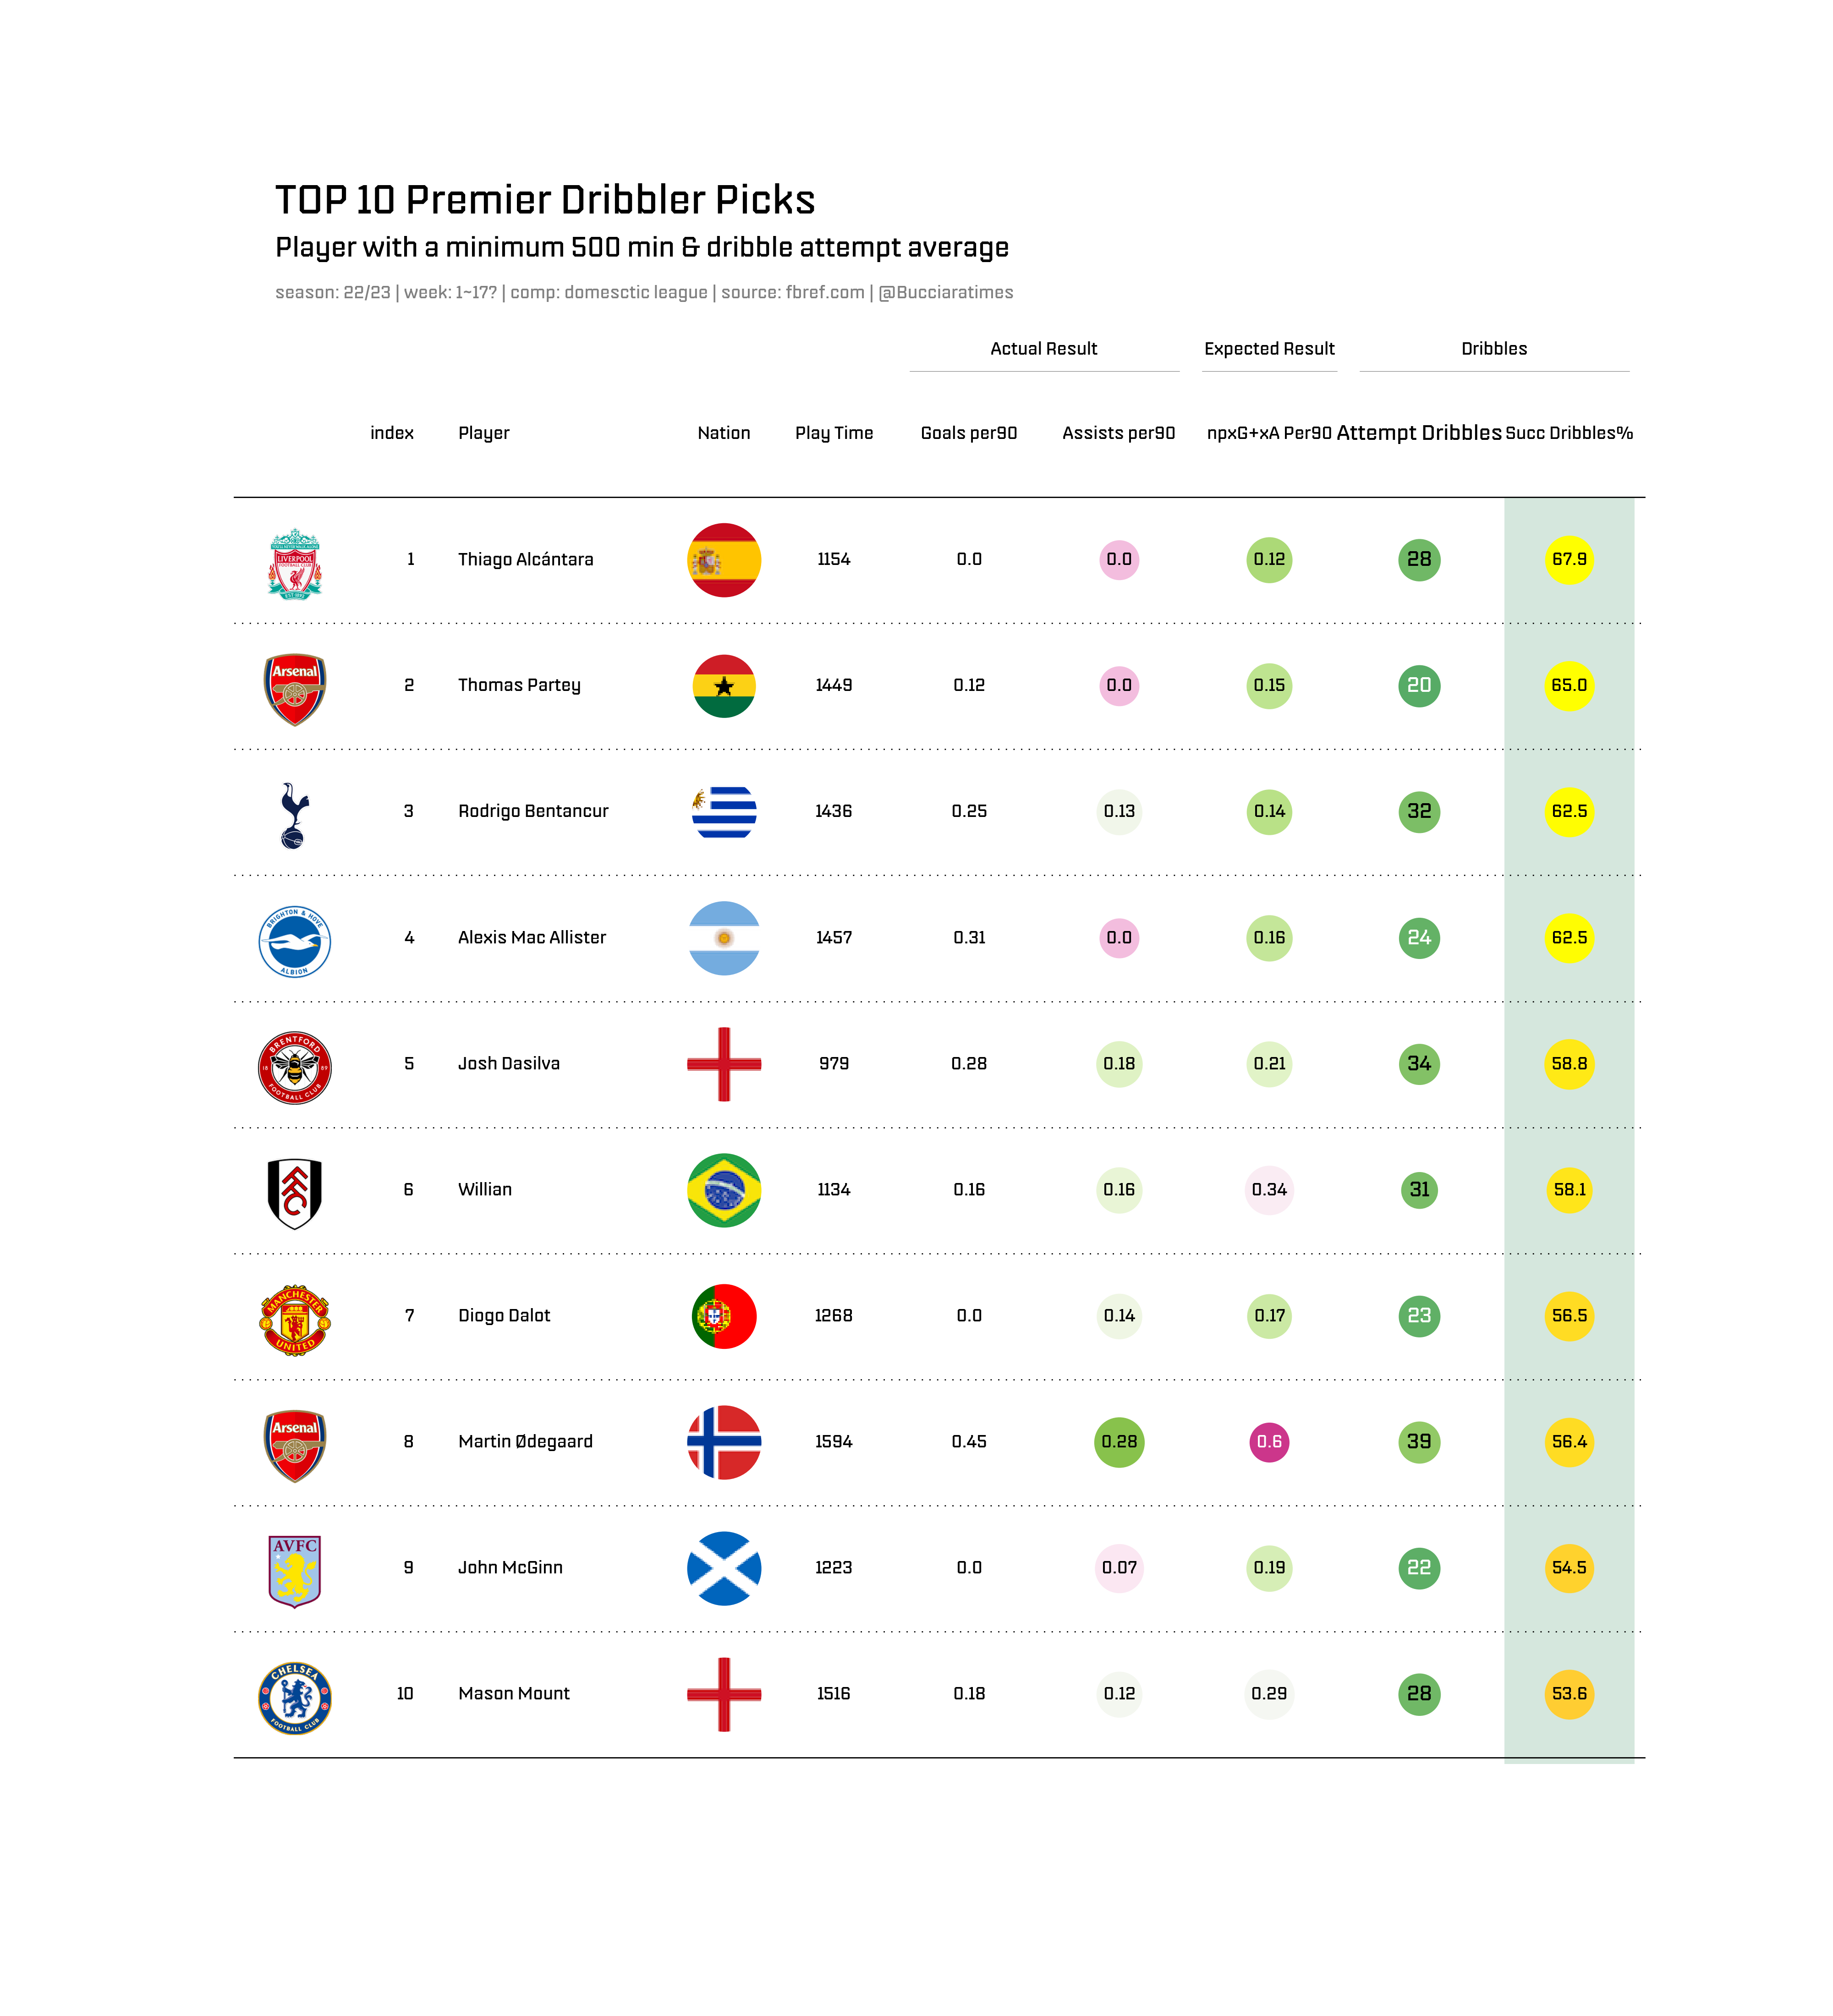 TOP 10 Premier Dribbler Picks
Player with a minimum 500 min & dribble attempt average
season: 22/23 | week: 1~17? | comp: domesctic league | source: fbref.com | @Bucciaratimes
Actual Result Expected Result Dribbles
index Player Nation Play Time Goals per90 Assists per90 npxG+xA Per90 Attempt Dribbles Succ Dribbles%
LIVERPOOL FOOTBALL CLUB EST 1892 1 Thiago Alcántara 1154 0.0 0.0 0.12 28 67.9
Arsenal 2 Thomas Partey 1449 0.12 0.0 0.15 20 65.0
3 Rodrigo Bentancur 1436 0.25 0.13 0.14 32 62.5
BRIGHTON & HOVE ALBION 4 Alexis Mac Allister 1457 0.31 0.0 0.16 24 62.5
BRENTFORD FOOTBALL CLUB 18 89 5 Josh Dasilva 979 0.28 0.18 0.21 34 58.8
FFC 6 Willian 1134 0.16 0.16 0.34 31 58.1
MANCHESTER UNITED 7 Diogo Dalot 1268 0.0 0.14 0.17 23 56.5
Arsenal 8 Martin Ødegaard 1594 0.45 0.28 0.6 39 56.4
AVFC 9 John McGinn 1223 0.0 0.07 0.19 22 54.5
CHELSEA FOOTBALL CLUB 10 Mason Mount 1516 0.18 0.12 0.29 28 53.6